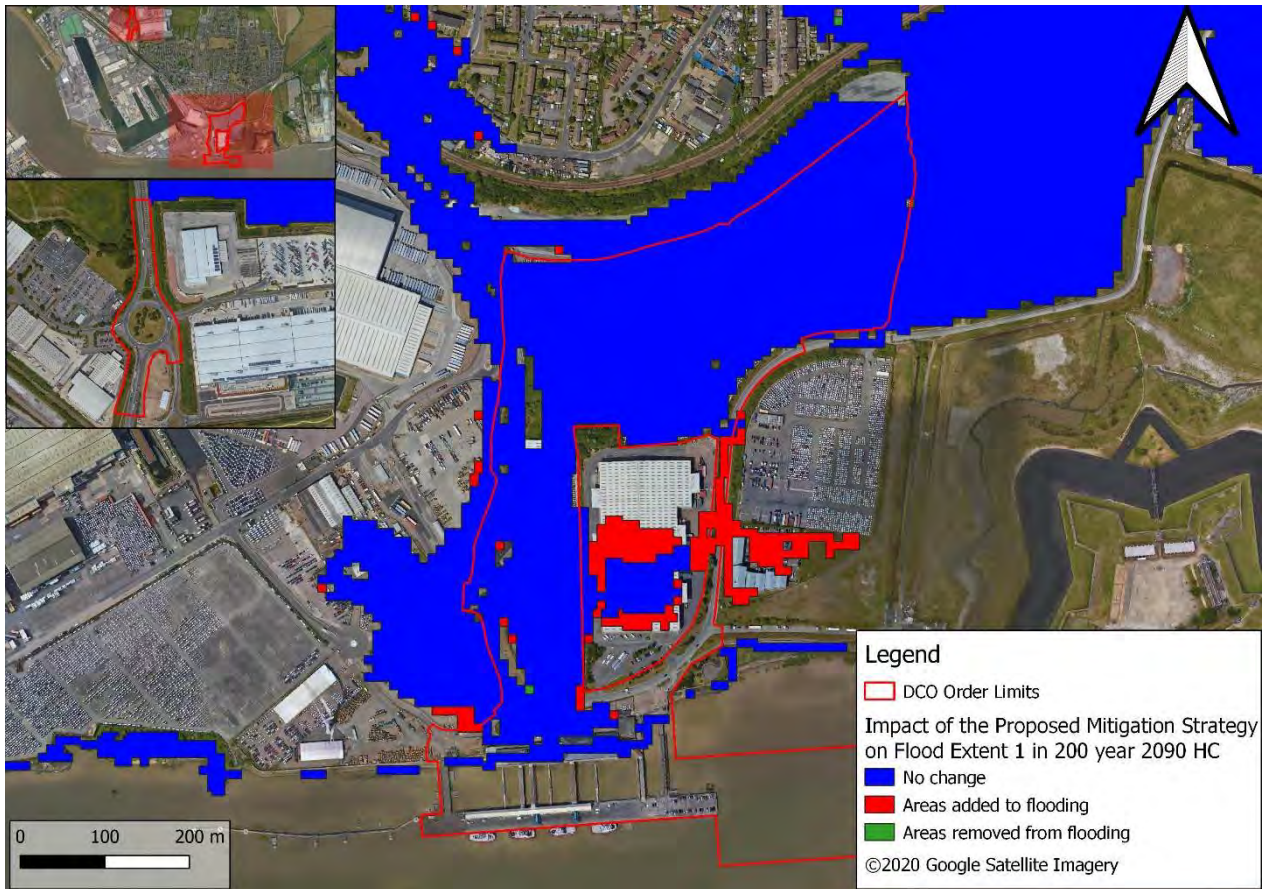 Legend
DCO Order Limits
Impact of the Proposed Mitigation Strategy
on Flood Extent 1 in 200 year 2090 HC
No change
Areas added to flooding
Areas removed from flooding
©2020 Google Satellite Imagery
0 100 200 m